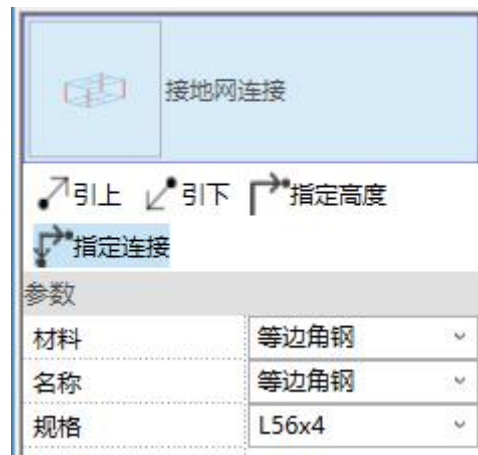 接地网连接
引上 引下 指定高度
指定连接
参数
材料 等边角钢
名称 等边角钢
规格 L56x4